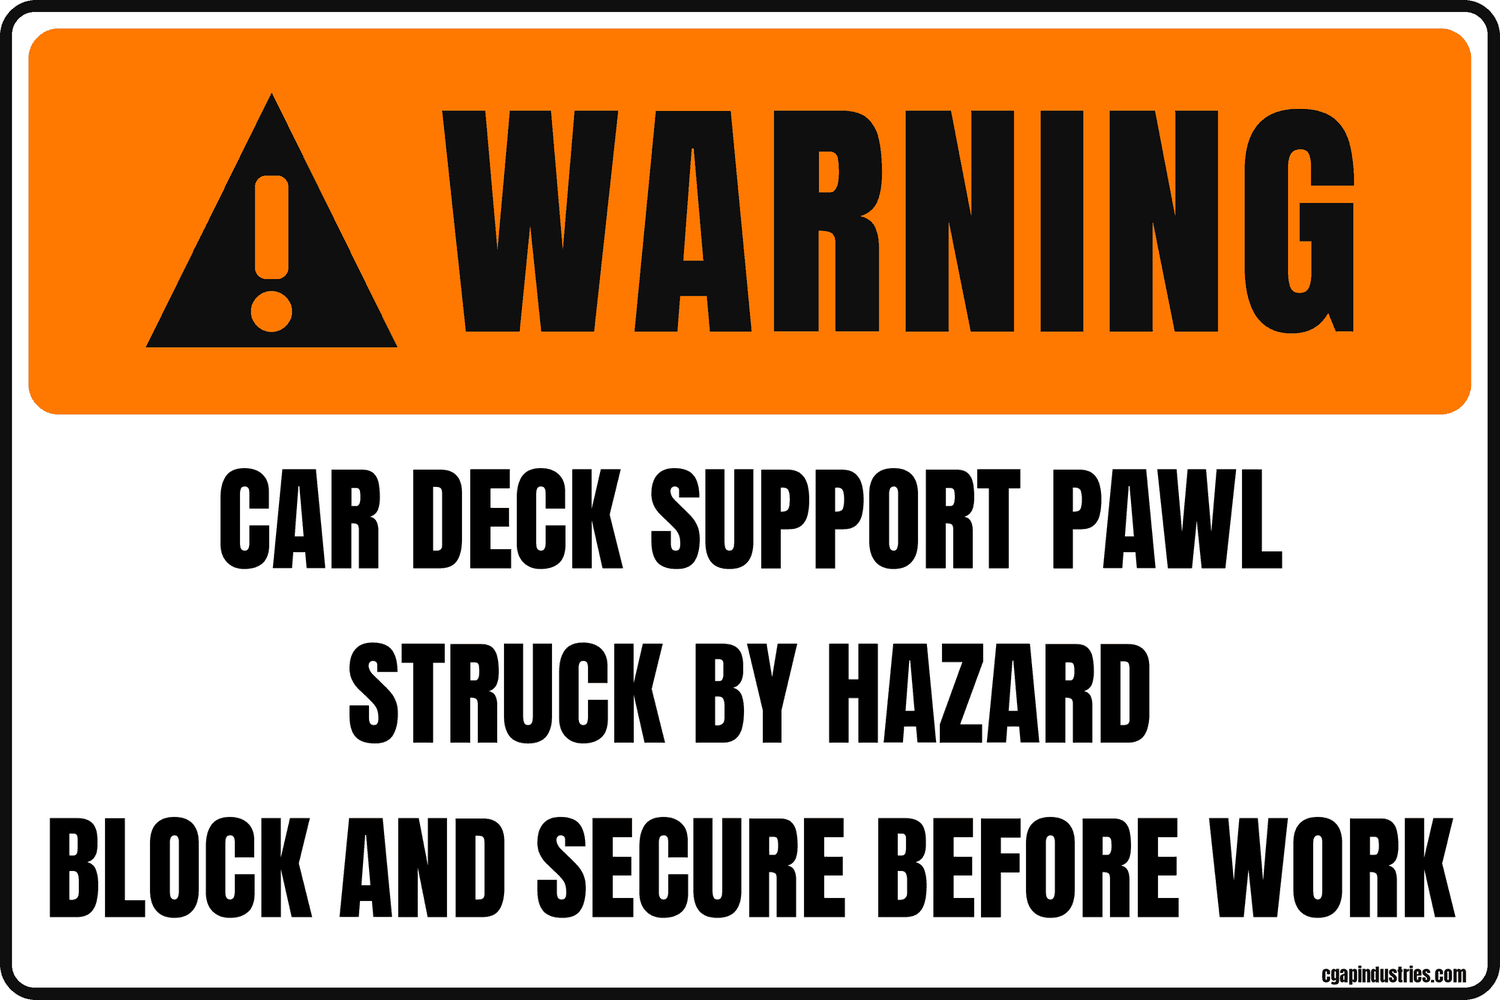 WARNING
CAR DECK SUPPORT PAWL
STRUCK BY HAZARD
BLOCK AND SECURE BEFORE WORK
cgapindustries.com